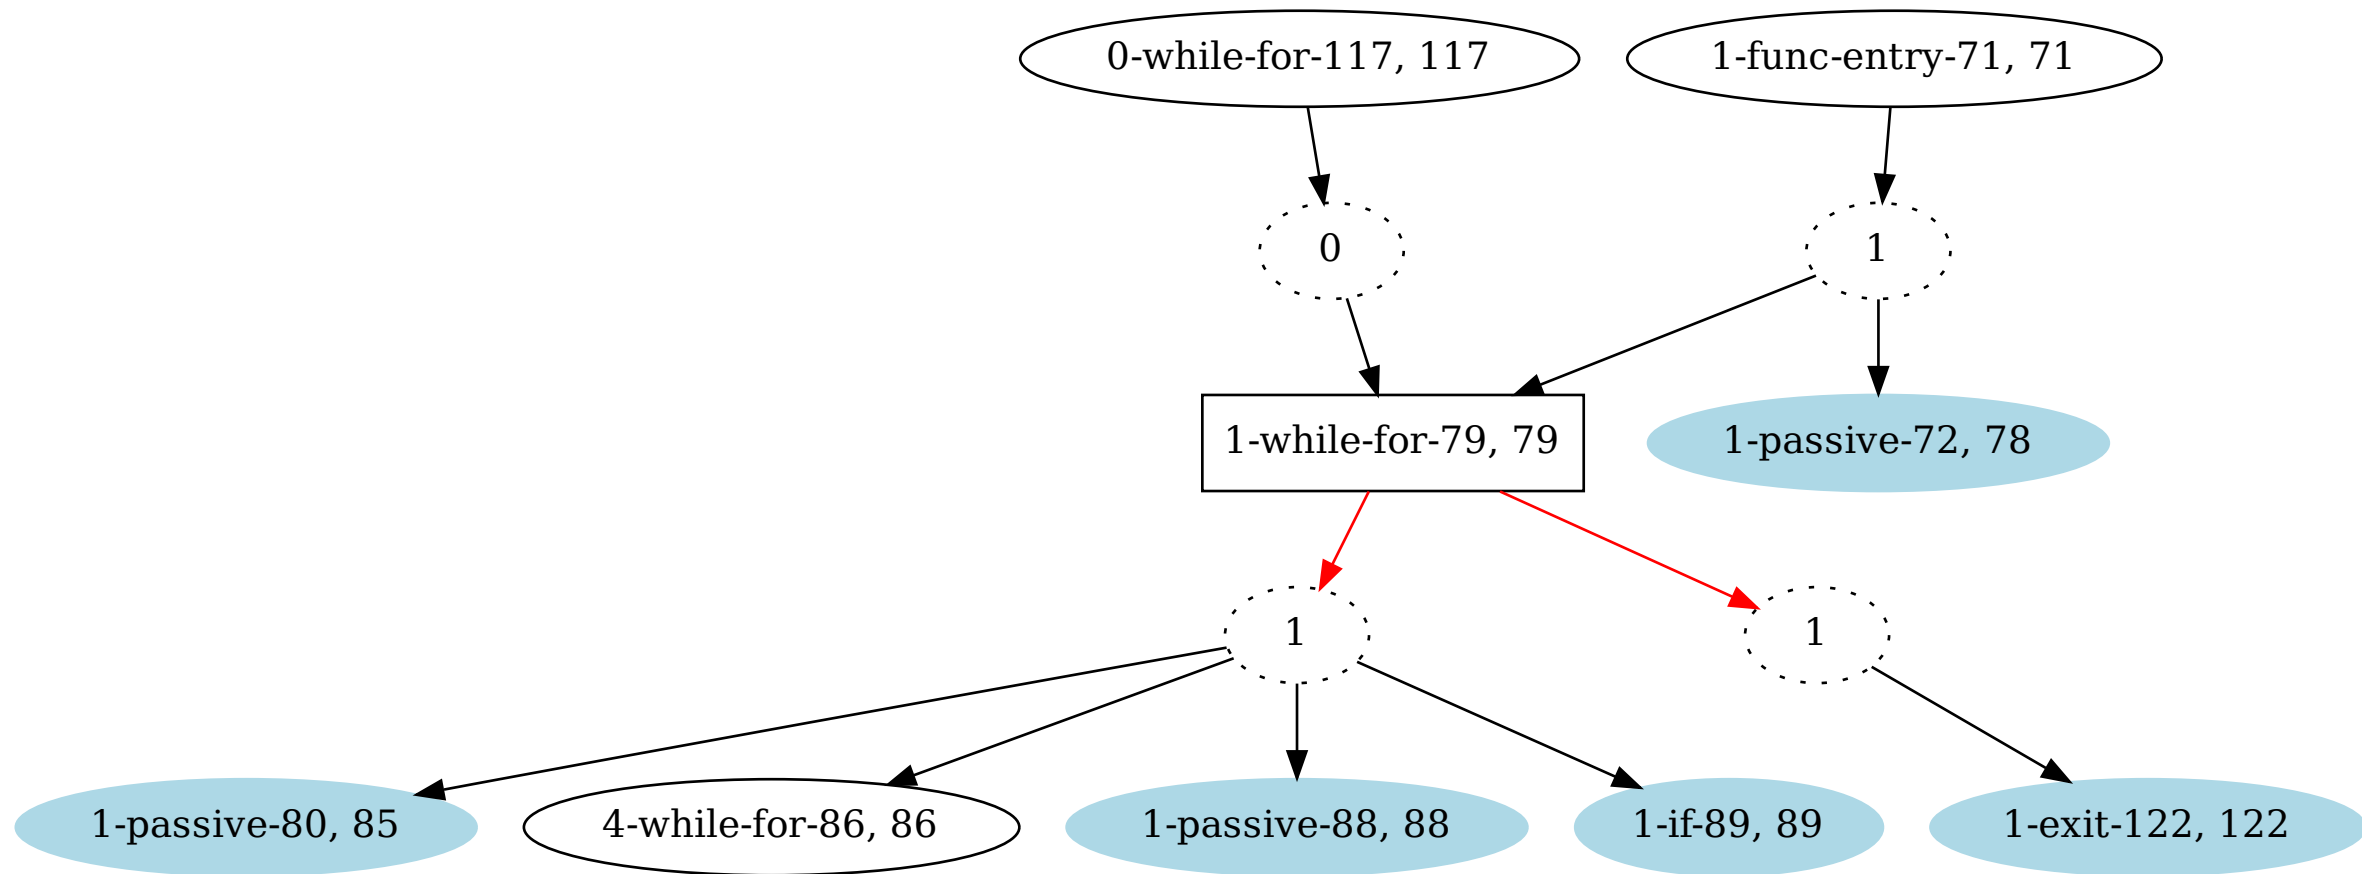 0-while-for-117, 117
1-func-entry-71, 71
0
1
1-while-for-79, 79
1-passive-72, 78
1
1
1-passive-80, 85
4-while-for-86, 86
1-passive-88, 88
1-if-89, 89
1-exit-122, 122